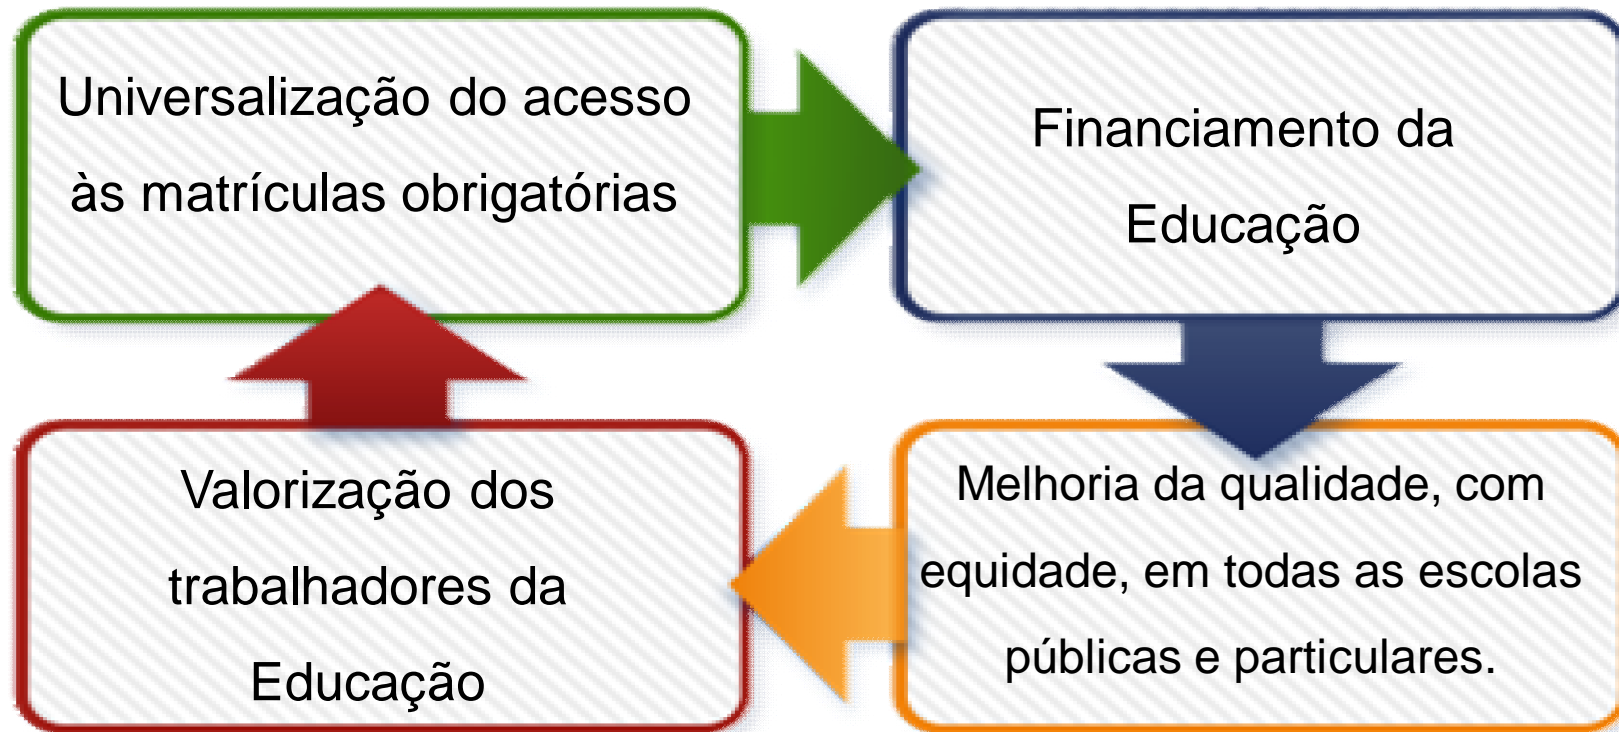 Universalização do acesso
às matrículas obrigatórias
Financiamento da
Educação
Melhoria da qualidade, com
equidade, em todas as escolas
públicas e particulares.
Valorização dos
trabalhadores da
Educação